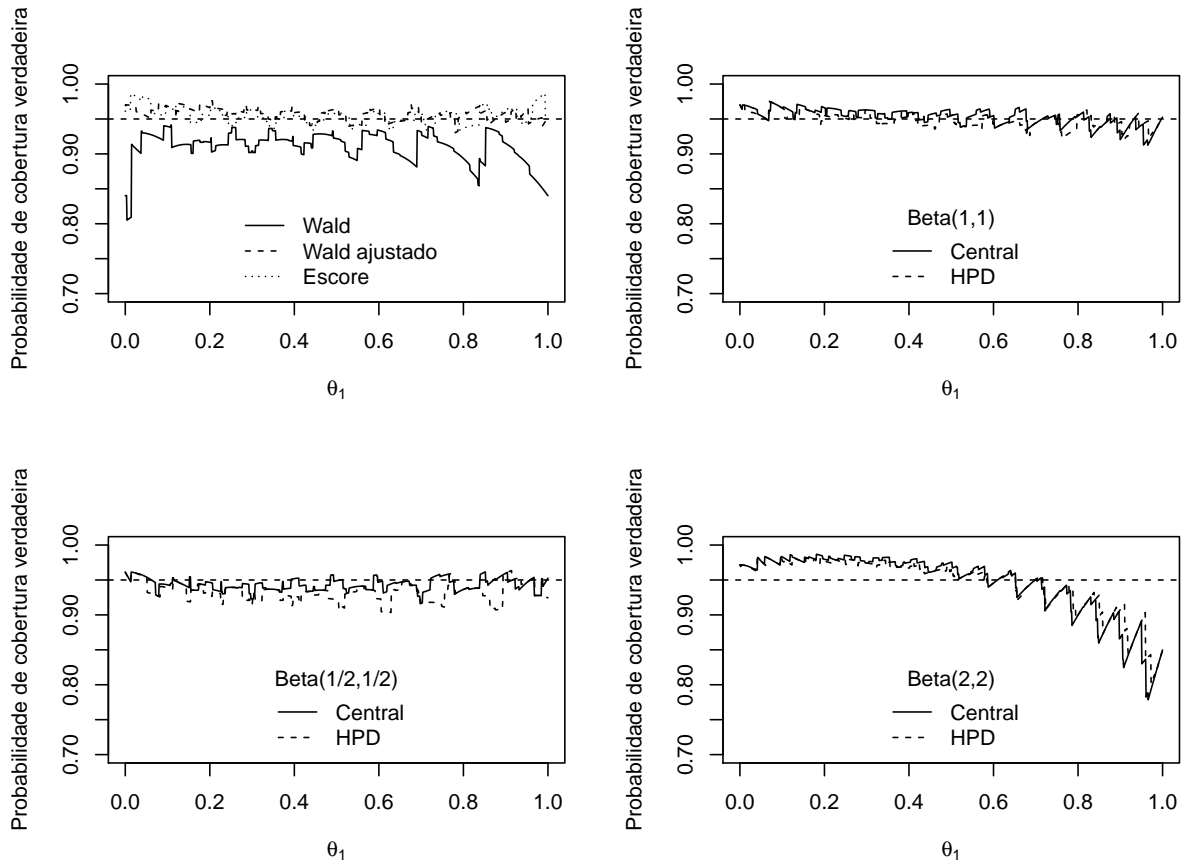 Probabilidade de cobertura verdadeira
1.00
0.90
0.80
0.70
Wald
Wald ajustado
Escore
0.0 0.2 0.4 0.6 0.8 1.0
θ1
Probabilidade de cobertura verdadeira
1.00
0.90
0.80
0.70
Beta(1,1)
Central
HPD
0.0 0.2 0.4 0.6 0.8 1.0
θ1
Probabilidade de cobertura verdadeira
1.00
0.90
0.80
0.70
Beta(1/2,1/2)
Central
HPD
0.0 0.2 0.4 0.6 0.8 1.0
θ1
Probabilidade de cobertura verdadeira
1.00
0.90
0.80
0.70
Beta(2,2)
Central
HPD
0.0 0.2 0.4 0.6 0.8 1.0
θ1